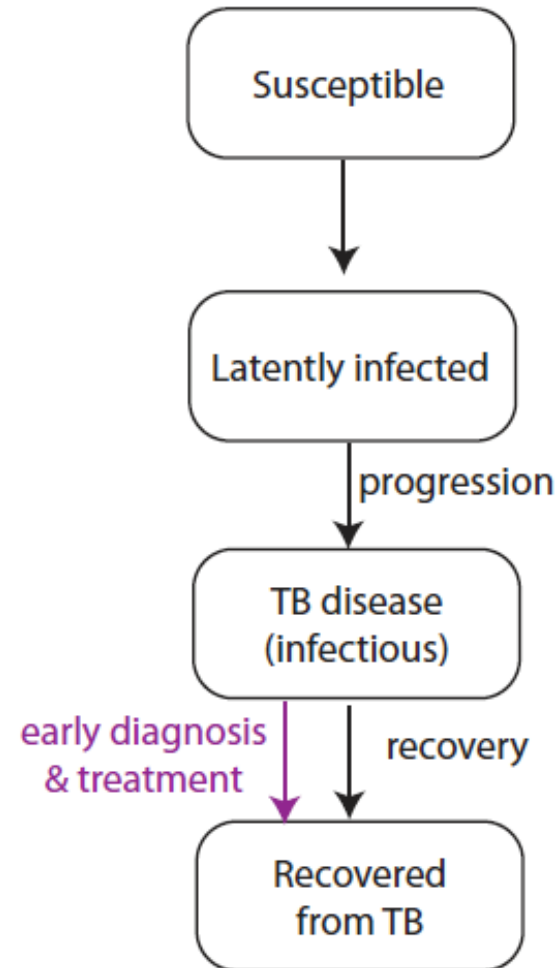 Susceptible
Latently infected
progression
TB disease
(infectious)
early diagnosis
& treatment
recovery
Recovered
from TB